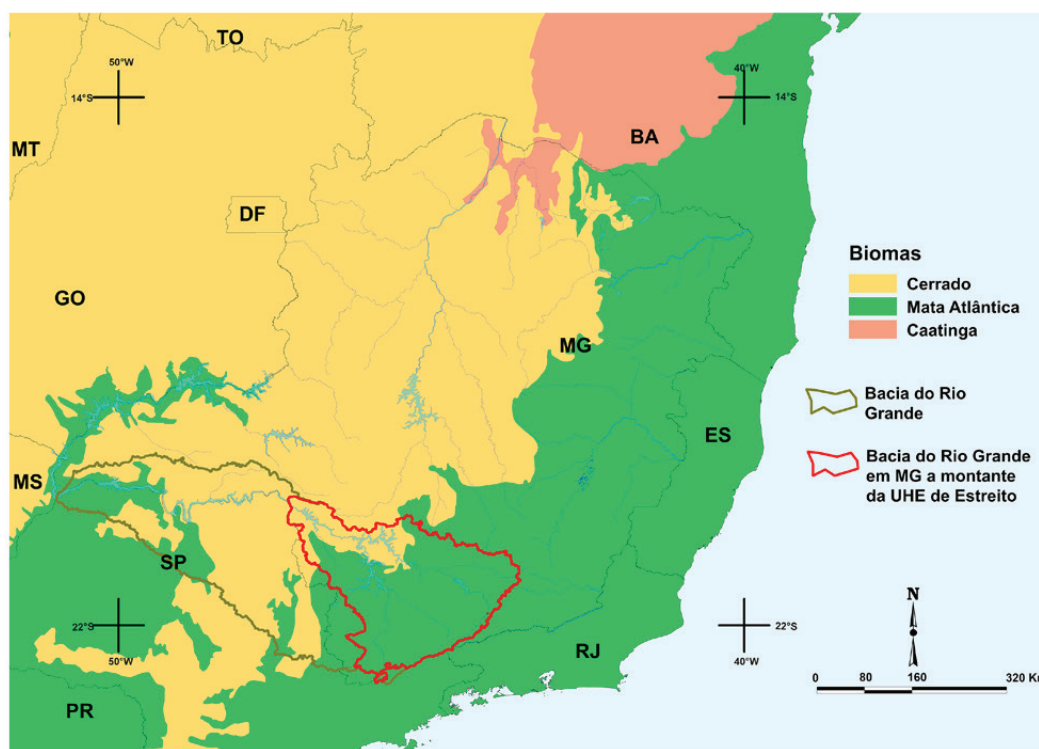 TO
50°W
14°S
40°W
14°S
MT
BA
DF
Biomas
Cerrado
Mata Atlântica
Caatinga
GO
MG
Bacia do Rio
Grande
ES
MS
Bacia do Rio Grande
em MG a montante
da UHE de Estreito
SP
N
22°S
50°W
22°S
40°W
RJ
0 80 160 320 Km
PR